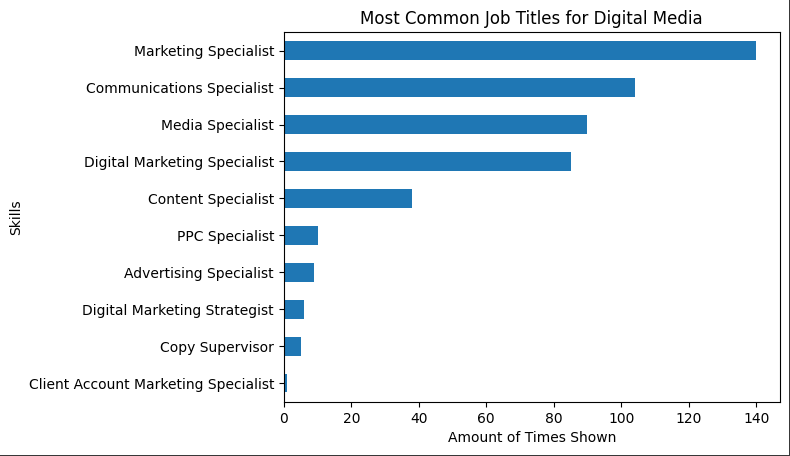 Most Common Job Titles for Digital Media
Marketing Specialist
Communications Specialist
Media Specialist
Digital Marketing Specialist
Content Specialist
PPC Specialist
Advertising Specialist
Digital Marketing Strategist
Copy Supervisor
Client Account Marketing Specialist
Skills
0 20 40 60 80 100 120 140
Amount of Times Shown